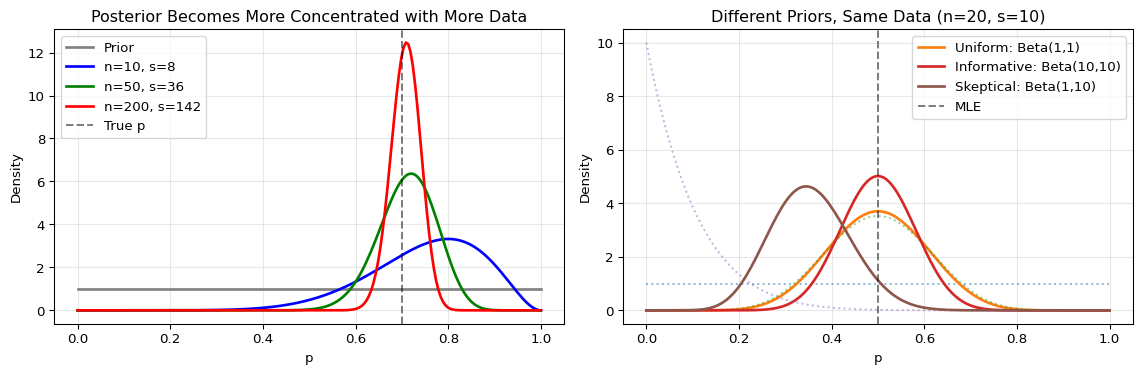 Posterior Becomes More Concentrated with More Data
Density
12
10
8
6
4
2
0
Prior
n=10, s=8
n=50, s=36
n=200, s=142
True p
0.0 0.2 0.4 0.6 0.8 1.0
p
Different Priors, Same Data (n=20, s=10)
Density
10
8
6
4
2
0
Uniform: Beta(1,1)
Informative: Beta(10,10)
Skeptical: Beta(1,10)
MLE
0.0 0.2 0.4 0.6 0.8 1.0
p